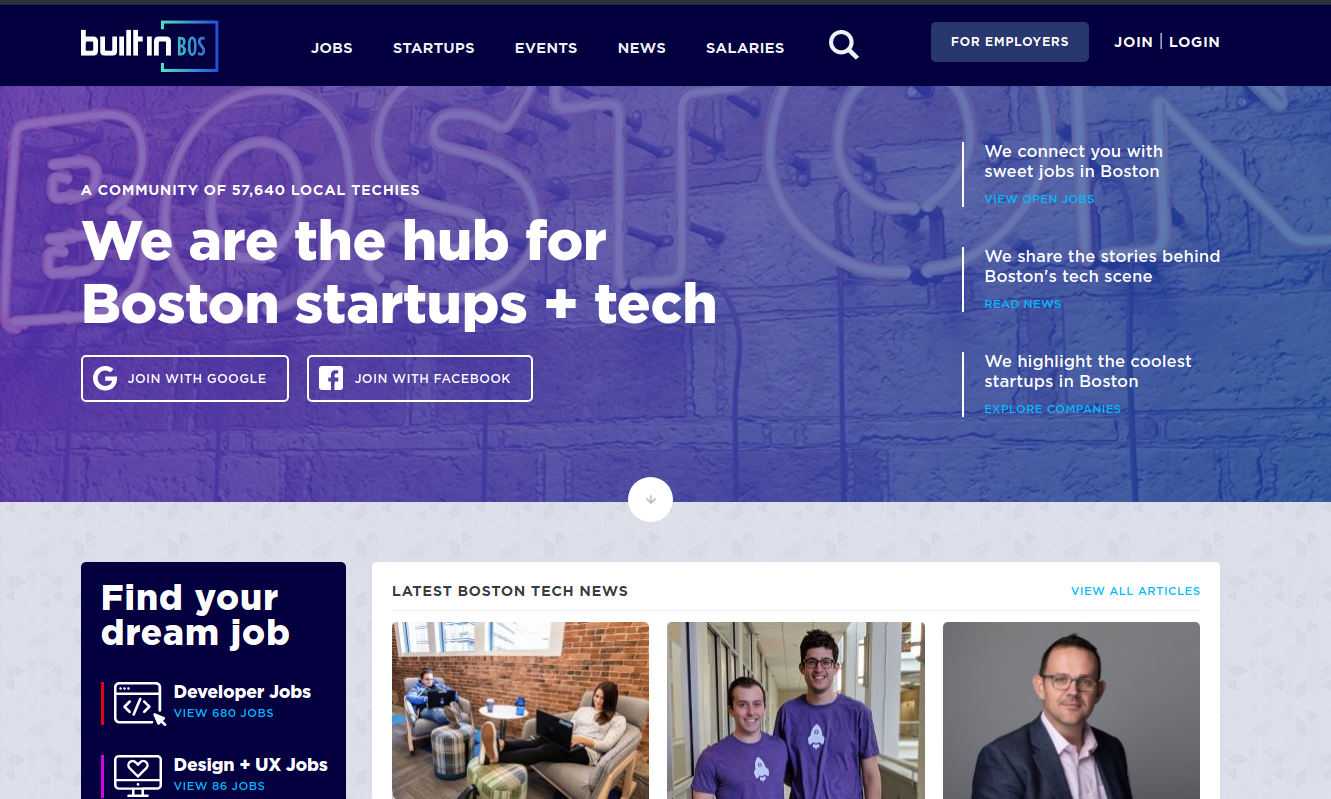 builtin BOS
JOBS
STARTUPS
EVENTS
NEWS
SALARIES
FOR EMPLOYERS
JOIN | LOGIN
BOSTON
A COMMUNITY OF 57,640 LOCAL TECHIES
We are the hub for
Boston startups + tech
JOIN WITH GOOGLE
JOIN WITH FACEBOOK
We connect you with
sweet jobs in Boston
VIEW OPEN JOBS
We share the stories behind
Boston's tech scene
READ NEWS
We highlight the coolest
startups in Boston
EXPLORE COMPANIES
Find your
dream job
Developer Jobs
VIEW 680 JOBS
Design + UX Jobs
VIEW 86 JOBS
LATEST BOSTON TECH NEWS
VIEW ALL ARTICLES